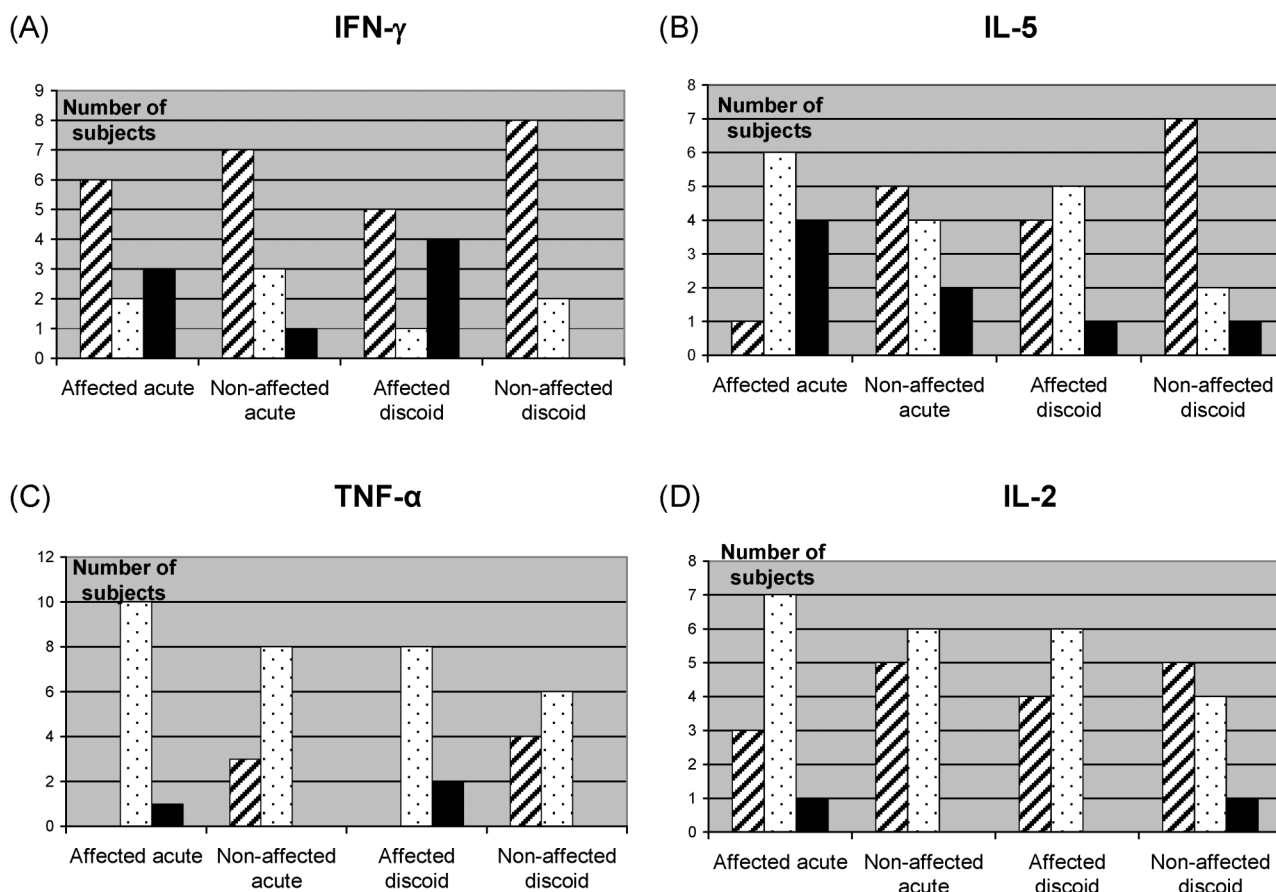 (A) IFN-γ
Number of
subjects
9
8
7
6
5
4
3
2
1
0
Affected acute Non-affected Affected Non-affected
acute discoid discoid
(B) IL-5
Number of
subjects
8
7
6
5
4
3
2
1
0
Affected acute Non-affected Affected Non-affected
acute discoid discoid
(C) TNF-α
Number of
subjects
12
10
8
6
4
2
0
Affected acute Non-affected Affected Non-affected
acute discoid discoid
(D) IL-2
Number of
subjects
8
7
6
5
4
3
2
1
0
Affected acute Non-affected Affected Non-affected
acute discoid discoid